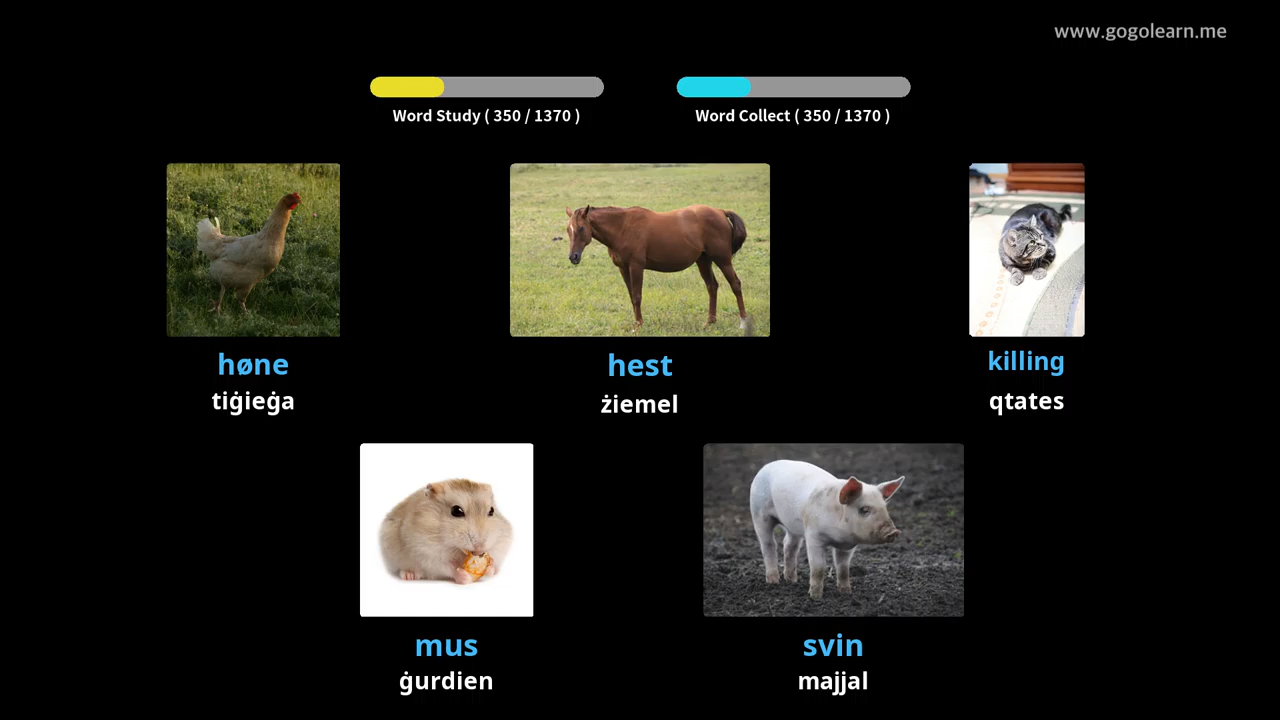 www.gogolearn.me
Word Study ( 350 / 1370 )
Word Collect ( 350 / 1370 )
høne
tiġieġa
hest
żiemel
killing
qtates
mus
ġurdien
svin
majjal